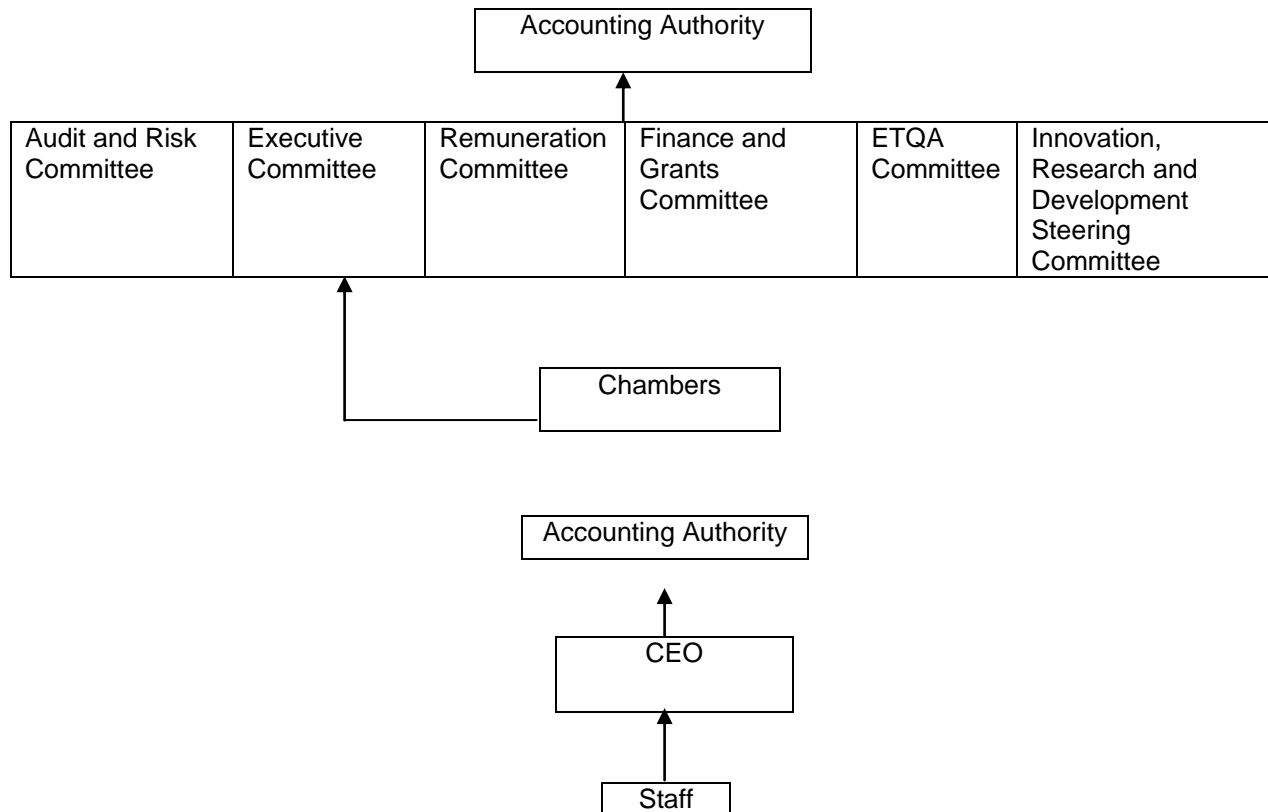 Accounting Authority
Audit and Risk
Committee
Executive
Committee
Remuneration
Committee
Finance and
Grants
Committee
ETQA
Committee
Innovation,
Research and
Development
Steering
Committee
Chambers
Accounting Authority
CEO
Staff